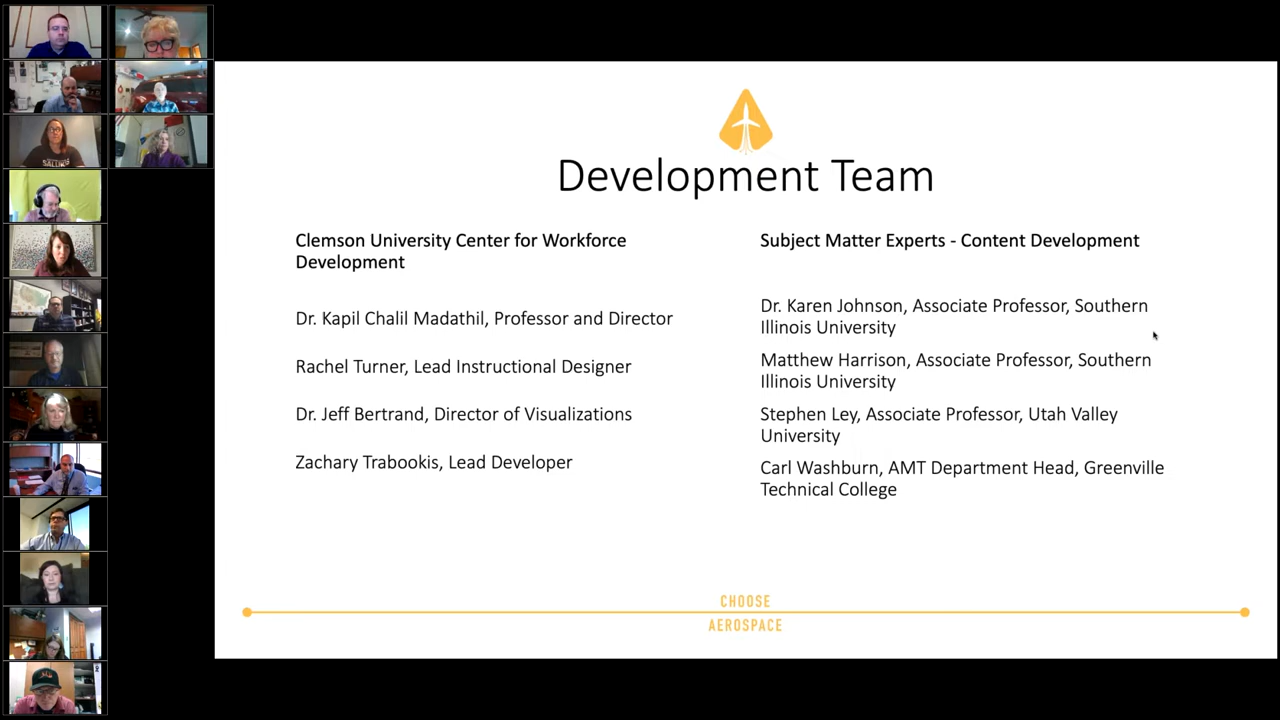 Development Team
Clemson University Center for Workforce
Development
Dr. Kapil Chalil Madathil, Professor and Director
Rachel Turner, Lead Instructional Designer
Dr. Jeff Bertrand, Director of Visualizations
Zachary Trabookis, Lead Developer
Subject Matter Experts - Content Development
Dr. Karen Johnson, Associate Professor, Southern
Illinois University
Matthew Harrison, Associate Professor, Southern
Illinois University
Stephen Ley, Associate Professor, Utah Valley
University
Carl Washburn, AMT Department Head, Greenville
Technical College
CHOOSE
AEROSPACE